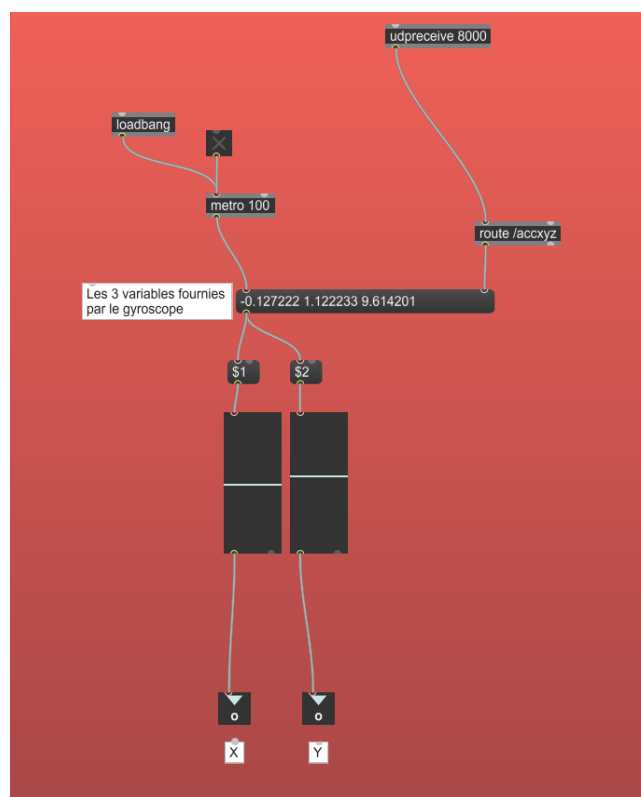 udpreceive 8000
loadbang
metro 100
route /accxyz
Les 3 variables fournies
par le gyroscope
-0.127222 1.122233 9.614201
$1
$2
o
o
X
Y